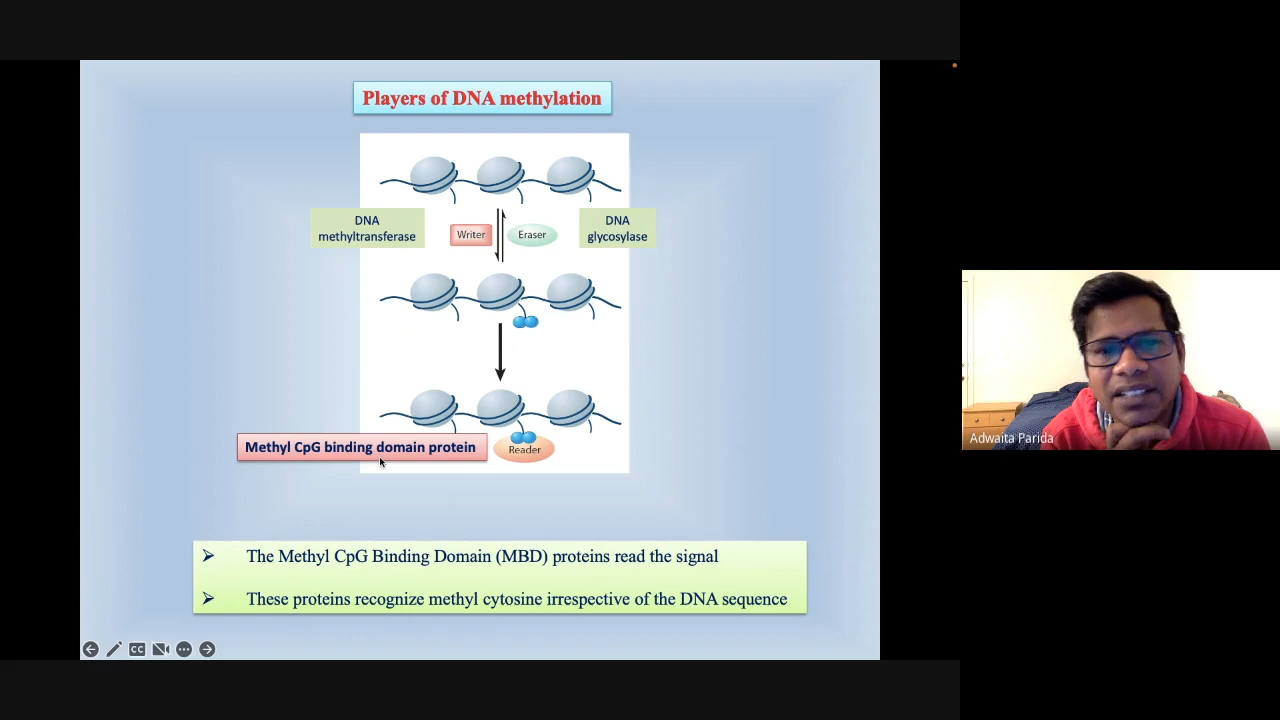 Players of DNA methylation
DNA
methyltransferase
Writer
Eraser
DNA
glycosylase
Methyl CpG binding domain protein
Reader
➢ The Methyl CpG Binding Domain (MBD) proteins read the signal
➢ These proteins recognize methyl cytosine irrespective of the DNA sequence
CC
Adwaita Parida